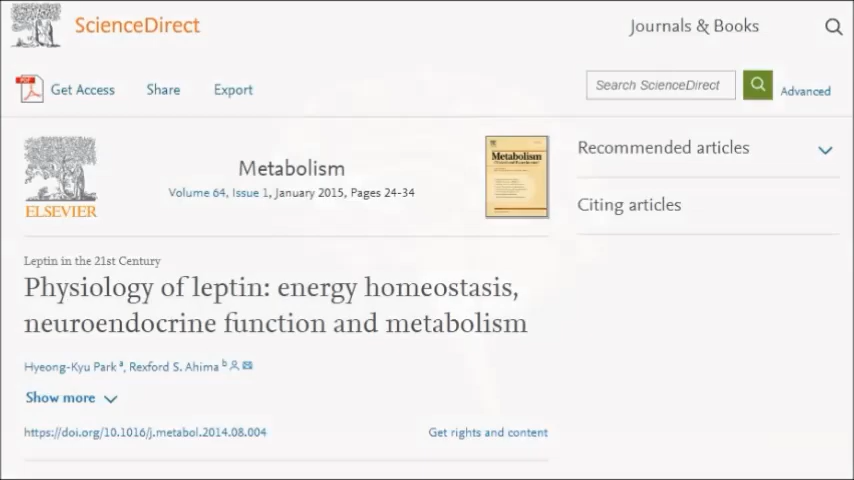 ScienceDirect
Journals & Books
PDF
Get Access
Share
Export
Search ScienceDirect
Advanced
ELSEVIER
Metabolism
Volume 64, Issue 1, January 2015, Pages 24-34
Metabolism
Recommended articles
Citing articles
Leptin in the 21st Century
Physiology of leptin: energy homeostasis,
neuroendocrine function and metabolism
Hyeong-Kyu Park a, Rexford S. Ahima b
Show more
https://doi.org/10.1016/j.metabol.2014.08.004
Get rights and content